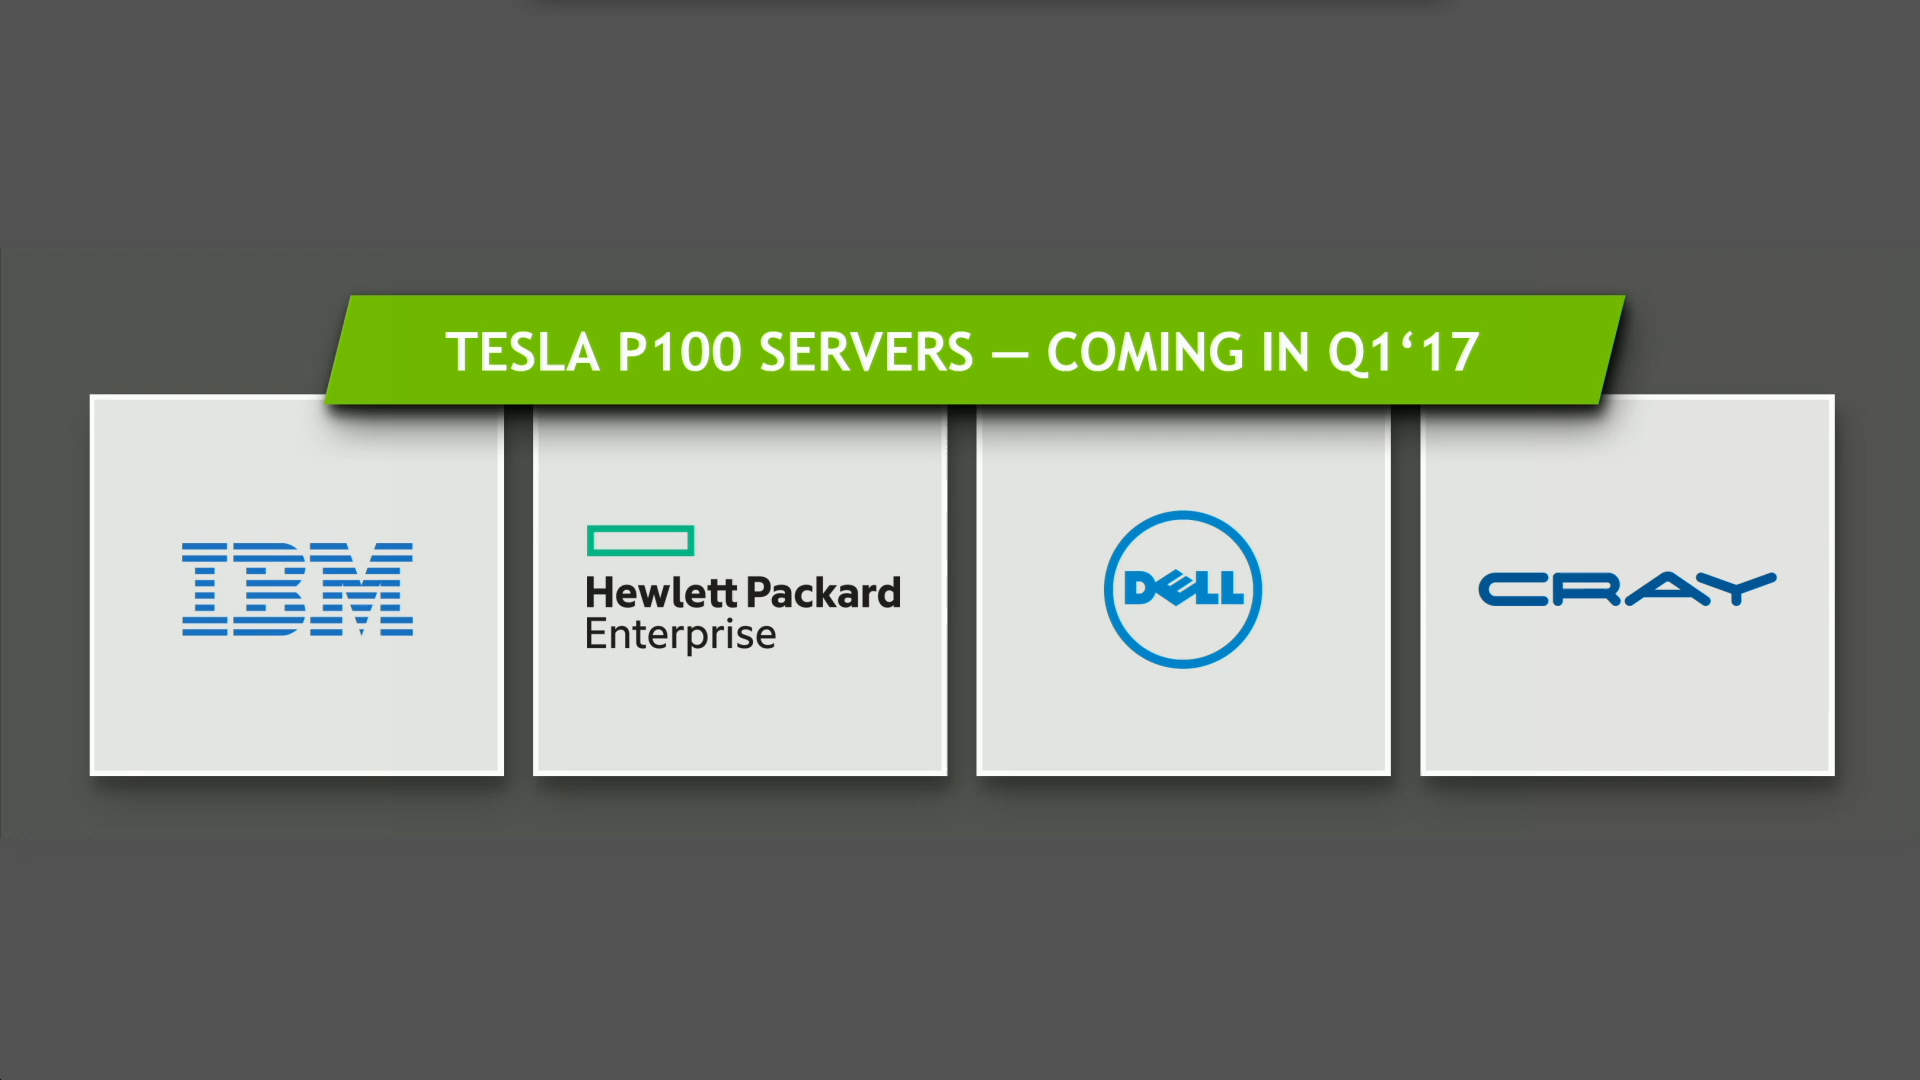 TESLA P100 SERVERS — COMING IN Q1‘17
IBM
Hewlett Packard
Enterprise
DELL
CRAY